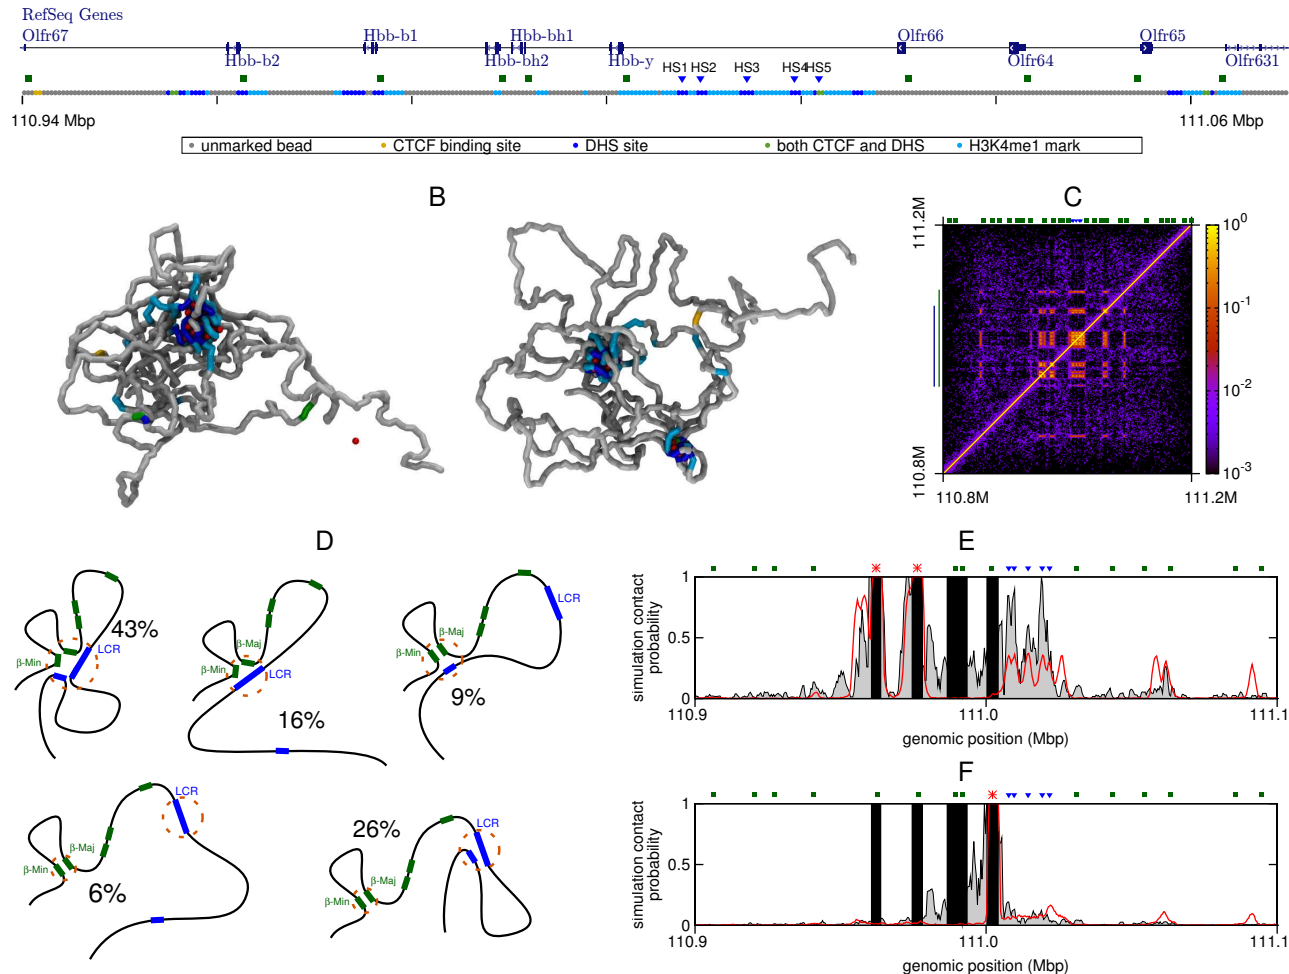 RefSeq Genes
Olfr67
Hbb-b1
Hbb-bh1
Olfr66
Olfr65
Hbb-b2
Hbb-bh2
Hbb-y
Olfr64
Olfr631
HS1 HS2 HS3 HS4 HS5
110.94 Mbp
111.06 Mbp
unmarked bead
CTCF binding site
DHS site
both CTCF and DHS
H3K4me1 mark
B
C
111.2M
110.8M
110.8M
111.2M
10^0
10^-1
10^-2
10^-3
D
43%
β-Min
LCR
β-Maj
β-Min
LCR
16%
β-Maj
β-Min
LCR
9%
LCR
β-Maj
β-Min
6%
26%
LCR
β-Maj
β-Min
E
simulation contact
probability
1
0.5
0
110.9
111.0
111.1
genomic position (Mbp)
F
simulation contact
probability
1
0.5
0
110.9
111.0
111.1
genomic position (Mbp)